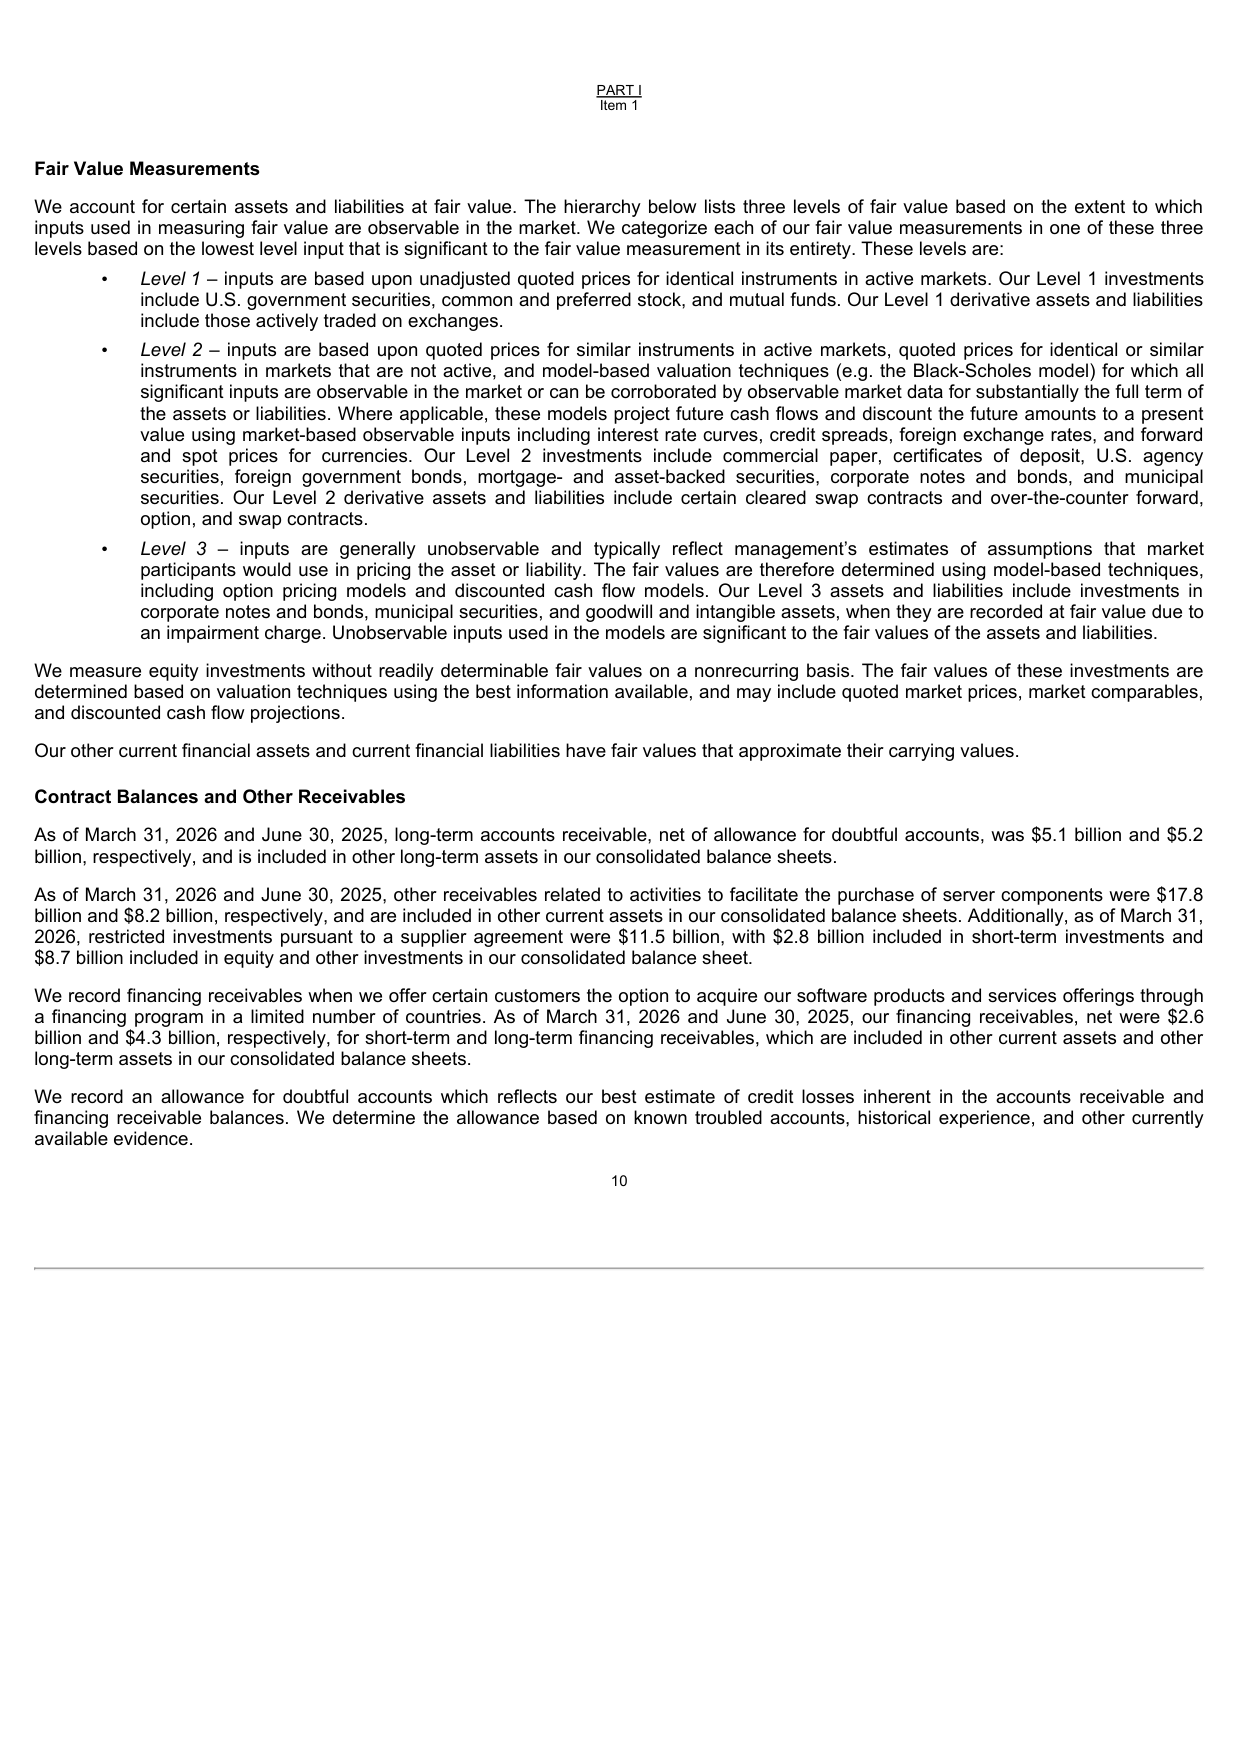 PART I
Item 1
Fair Value Measurements
We account for certain assets and liabilities at fair value. The hierarchy below lists three levels of fair value based on the extent to which
inputs used in measuring fair value are observable in the market. We categorize each of our fair value measurements in one of these three
levels based on the lowest level input that is significant to the fair value measurement in its entirety. These levels are:
• Level 1 – inputs are based upon unadjusted quoted prices for identical instruments in active markets. Our Level 1 investments
include U.S. government securities, common and preferred stock, and mutual funds. Our Level 1 derivative assets and liabilities
include those actively traded on exchanges.
• Level 2 – inputs are based upon quoted prices for similar instruments in active markets, quoted prices for identical or similar
instruments in markets that are not active, and model-based valuation techniques (e.g. the Black-Scholes model) for which all
significant inputs are observable in the market or can be corroborated by observable market data for substantially the full term of
the assets or liabilities. Where applicable, these models project future cash flows and discount the future amounts to a present
value using market-based observable inputs including interest rate curves, credit spreads, foreign exchange rates, and forward
and spot prices for currencies. Our Level 2 investments include commercial paper, certificates of deposit, U.S. agency
securities, foreign government bonds, mortgage- and asset-backed securities, corporate notes and bonds, and municipal
securities. Our Level 2 derivative assets and liabilities include certain cleared swap contracts and over-the-counter forward,
option, and swap contracts.
• Level 3 – inputs are generally unobservable and typically reflect management’s estimates of assumptions that market
participants would use in pricing the asset or liability. The fair values are therefore determined using model-based techniques,
including option pricing models and discounted cash flow models. Our Level 3 assets and liabilities include investments in
corporate notes and bonds, municipal securities, and goodwill and intangible assets, when they are recorded at fair value due to
an impairment charge. Unobservable inputs used in the models are significant to the fair values of the assets and liabilities.
We measure equity investments without readily determinable fair values on a nonrecurring basis. The fair values of these investments are
determined based on valuation techniques using the best information available, and may include quoted market prices, market comparables,
and discounted cash flow projections.
Our other current financial assets and current financial liabilities have fair values that approximate their carrying values.
Contract Balances and Other Receivables
As of March 31, 2026 and June 30, 2025, long-term accounts receivable, net of allowance for doubtful accounts, was $5.1 billion and $5.2
billion, respectively, and is included in other long-term assets in our consolidated balance sheets.
As of March 31, 2026 and June 30, 2025, other receivables related to activities to facilitate the purchase of server components were $17.8
billion and $8.2 billion, respectively, and are included in other current assets in our consolidated balance sheets. Additionally, as of March 31,
2026, restricted investments pursuant to a supplier agreement were $11.5 billion, with $2.8 billion included in short-term investments and
$8.7 billion included in equity and other investments in our consolidated balance sheet.
We record financing receivables when we offer certain customers the option to acquire our software products and services offerings through
a financing program in a limited number of countries. As of March 31, 2026 and June 30, 2025, our financing receivables, net were $2.6
billion and $4.3 billion, respectively, for short-term and long-term financing receivables, which are included in other current assets and other
long-term assets in our consolidated balance sheets.
We record an allowance for doubtful accounts which reflects our best estimate of credit losses inherent in the accounts receivable and
financing receivable balances. We determine the allowance based on known troubled accounts, historical experience, and other currently
available evidence.
10